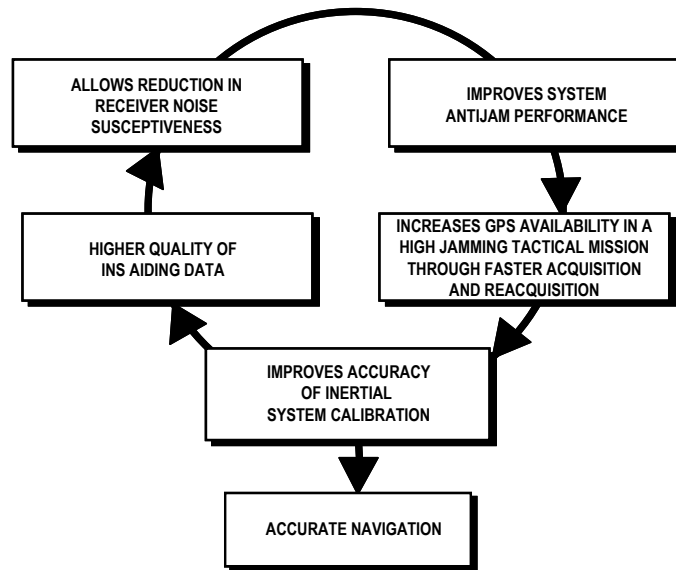 ALLOWS REDUCTION IN
RECEIVER NOISE
SUSCEPTIVENESS
IMPROVES SYSTEM
ANTIJAM PERFORMANCE
HIGHER QUALITY OF
INS AIDING DATA
INCREASES GPS AVAILABILITY IN A
HIGH JAMMING TACTICAL MISSION
THROUGH FASTER ACQUISITION
AND REACQUISITION
IMPROVES ACCURACY
OF INERTIAL
SYSTEM CALIBRATION
ACCURATE NAVIGATION